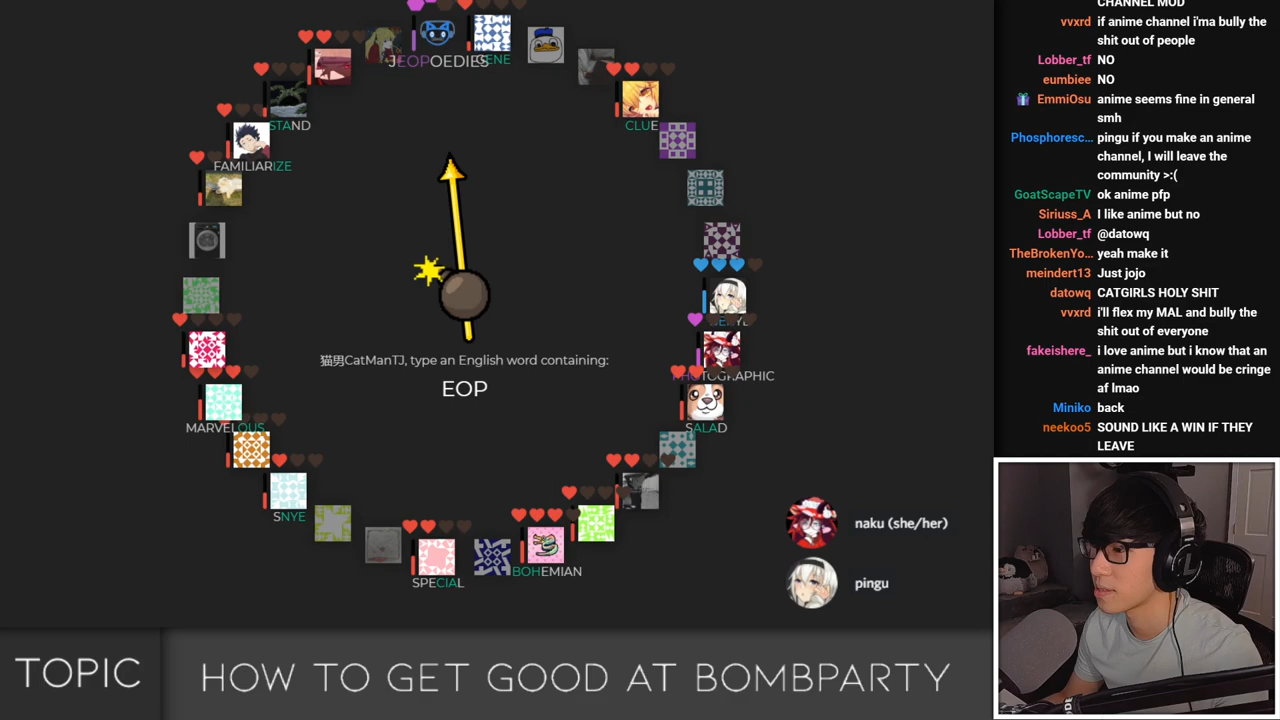 JEOPOEDIES
GENE
STAND
CLUE
FAMILIARIZE
PHOTOGRAPHIC
MARVELOUS
SALAD
SNYE
SPECIAL
BOHEMIAN
猫男CatManTJ, type an English word containing:
EOP
naku (she/her)
pingu
TOPIC
HOW TO GET GOOD AT BOMBPARTY
CHANNEL MOD
vvxrd if anime channel i'ma bully the
shit out of people
Lobber_tf NO
eumbiee NO
EmmiOsu anime seems fine in general
smh
Phosphoresc... pingu if you make an anime
channel, I will leave the
community >:(
GoatScapeTV ok anime pfp
Siriuss_A I like anime but no
Lobber_tf @datowq
TheBrokenYo... yeah make it
meindert13 Just jojo
datowq CATGIRLS HOLY SHIT
vvxrd i'll flex my MAL and bully the
shit out of everyone
fakeishere_ i love anime but i know that an
anime channel would be cringe
af lmao
Miniko back
neekoo5 SOUND LIKE A WIN IF THEY
LEAVE